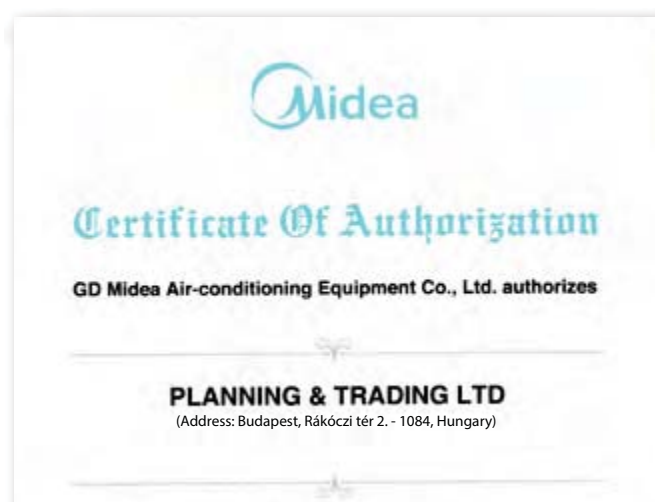 Midea
Certificate Of Authorization
GD Midea Air-conditioning Equipment Co., Ltd. authorizes
PLANNING & TRADING LTD
(Address: Budapest, Rákóczi tér 2. - 1084, Hungary)